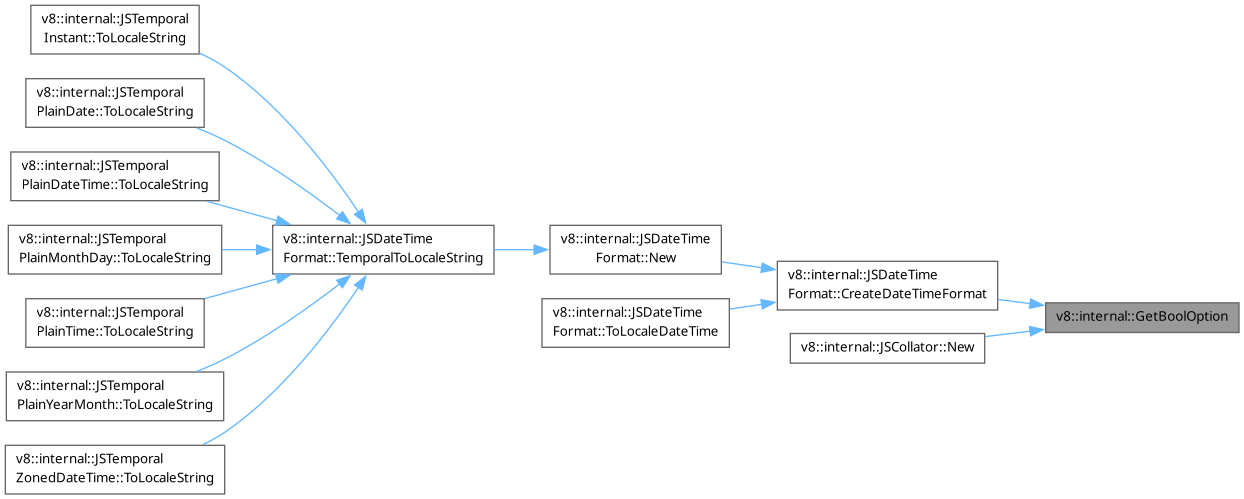 v8::internal::JSTemporal
Instant::ToLocaleString
v8::internal::JSTemporal
PlainDate::ToLocaleString
v8::internal::JSTemporal
PlainDateTime::ToLocaleString
v8::internal::JSTemporal
PlainMonthDay::ToLocaleString
v8::internal::JSTemporal
PlainTime::ToLocaleString
v8::internal::JSTemporal
PlainYearMonth::ToLocaleString
v8::internal::JSTemporal
ZonedDateTime::ToLocaleString
v8::internal::JSDateTime
Format::TemporalToLocaleString
v8::internal::JSDateTime
Format::New
v8::internal::JSDateTime
Format::ToLocaleDateTime
v8::internal::JSDateTime
Format::CreateDateTimeFormat
v8::internal::JSCollator::New
v8::internal::GetBoolOption